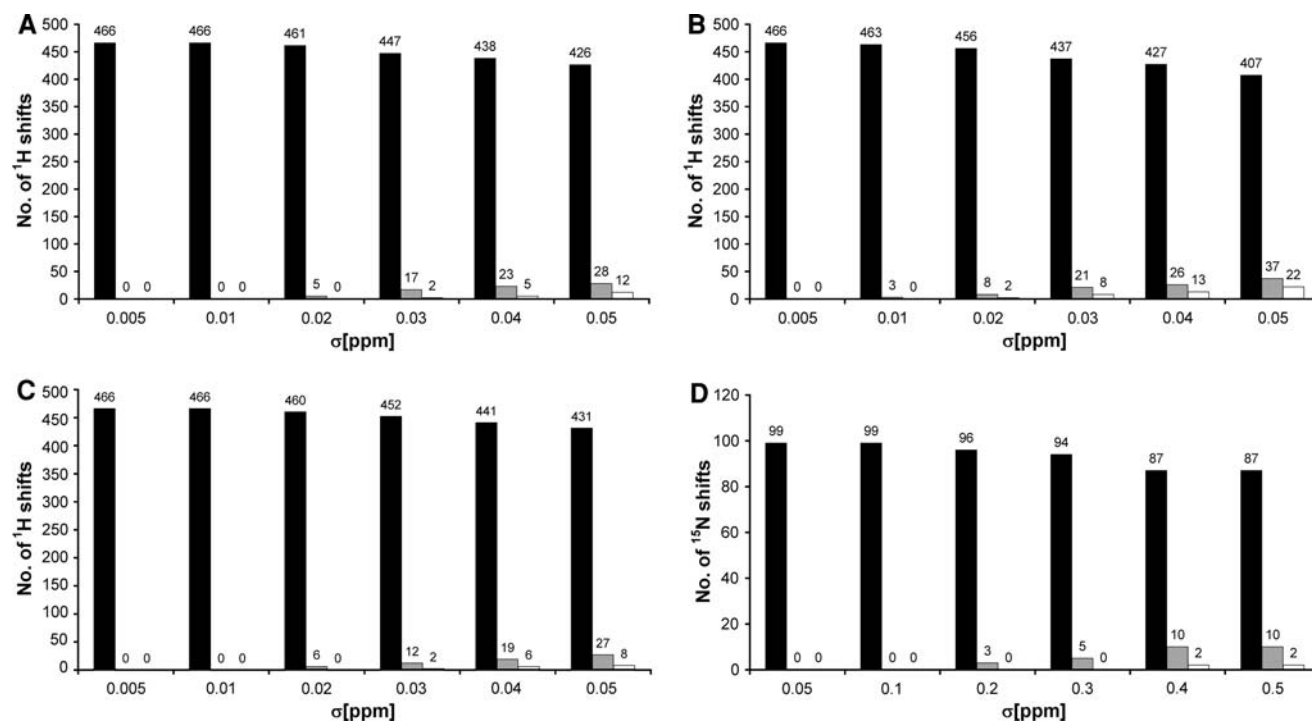 A
500
450
400
350
300
250
200
150
100
50
0
No. of ¹H shifts
466 0 0
466 0 0
461 5 0
447 17 2
438 23 5
426 28 12
0.005 0.01 0.02 0.03 0.04 0.05
σ[ppm]
B
500
450
400
350
300
250
200
150
100
50
0
No. of ¹H shifts
466 0 0
463 3 0
456 8 2
437 21 8
427 26 13
407 37 22
0.005 0.01 0.02 0.03 0.04 0.05
σ[ppm]
C
500
450
400
350
300
250
200
150
100
50
0
No. of ¹H shifts
466 0 0
466 0 0
460 6 0
452 12 2
441 19 6
431 27 8
0.005 0.01 0.02 0.03 0.04 0.05
σ[ppm]
D
120
100
80
60
40
20
0
No. of ¹⁵N shifts
99 0 0
99 0 0
96 3 0
94 5 0
87 10 2
87 10 2
0.05 0.1 0.2 0.3 0.4 0.5
σ[ppm]